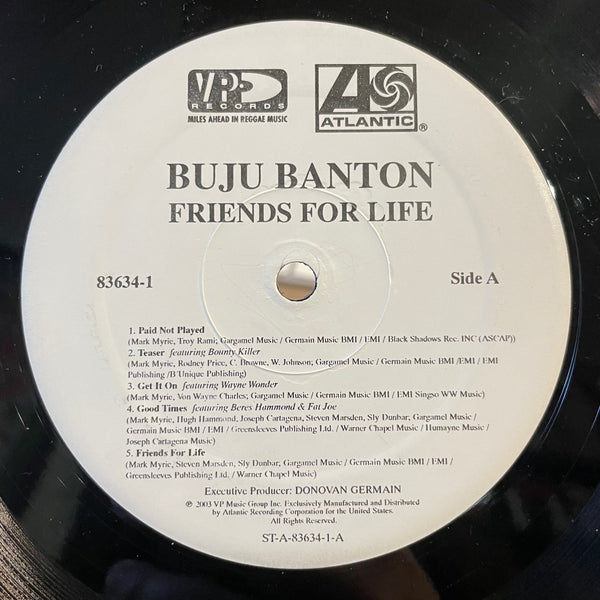 VP RECORDS
MILES AHEAD IN REGGAE MUSIC
ATLANTIC®
BUJU BANTON
FRIENDS FOR LIFE
83634-1
Side A
1. Paid Not Played
(Mark Myric, Troy Rami; Gargamel Music / Germain Music BMI / EMI / Black Shadows Rec. INC (ASCAP))
2. Teaser featuring Bounty Killer
(Mark Myric, Rodney Price, C. Browne, W. Johnson; Gargamel Music / Germain Music BMI /EMI / EMI
Publishing /B'Unique Publishing)
3. Get It On featuring Wayne Wonder
(Mark Myric, Von Wayne Charles; Gargamel Music / Germain Music BMI / EMI Singso WW Music)
4. Good Times featuring Beres Hammond & Fat Joe
(Mark Myric, Hugh Hammond, Joseph Cartagena, Steven Marsden, Sly Dunbar, Gargamel Music /
Germain Music BMI / EMI / Greensleeves Publishing Ltd. / Warner Chapel Music / Humayne Music /
Joseph Cartagena Music)
5. Friends For Life
(Mark Myric, Steven Marsden, Sly Dunbar, Gargamel Music / Germain Music BMI / EMI /
Greensleeves Publishing Ltd. / Warner Chapel Music)
Executive Producer: DONOVAN GERMAIN
℗ 2003 VP Music Group Inc. Exclusively Manufactured and Distributed
by Atlantic Recording Corporation for the United States.
All Rights Reserved.
ST-A-83634-1-A